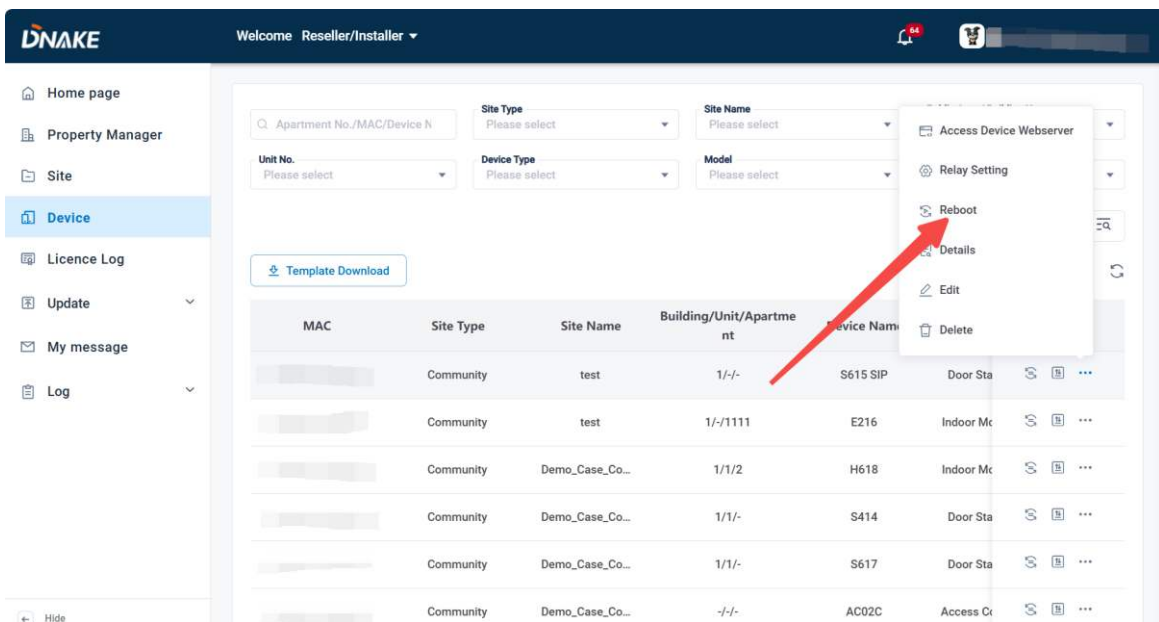 DNAKE
Welcome Reseller/Installer
64
Home page
Property Manager
Site
Device
Licence Log
Update
My message
Log
Hide
Apartment No./MAC/Device N
Site Type
Please select
Site Name
Please select
Unit No.
Please select
Device Type
Please select
Model
Please select
Access Device Webserver
Relay Setting
Reboot
Details
Edit
Delete
Template Download
MAC Site Type Site Name Building/Unit/Apartme
nt Device Nam
Community test 1/-/- S615 SIP Door Sta
Community test 1/-/1111 E216 Indoor Mc
Community Demo_Case_Co... 1/1/2 H618 Indoor Mc
Community Demo_Case_Co... 1/1/- S414 Door Sta
Community Demo_Case_Co... 1/1/- S617 Door Sta
Community Demo_Case_Co... -/-/- AC02C Access Co